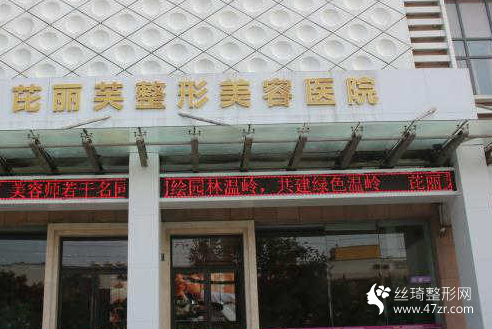 芘丽芙整形美容医院
美容师若干名
绘园林温岭，共建绿色温岭 芘丽
丝琦整形网
www.47zr.com